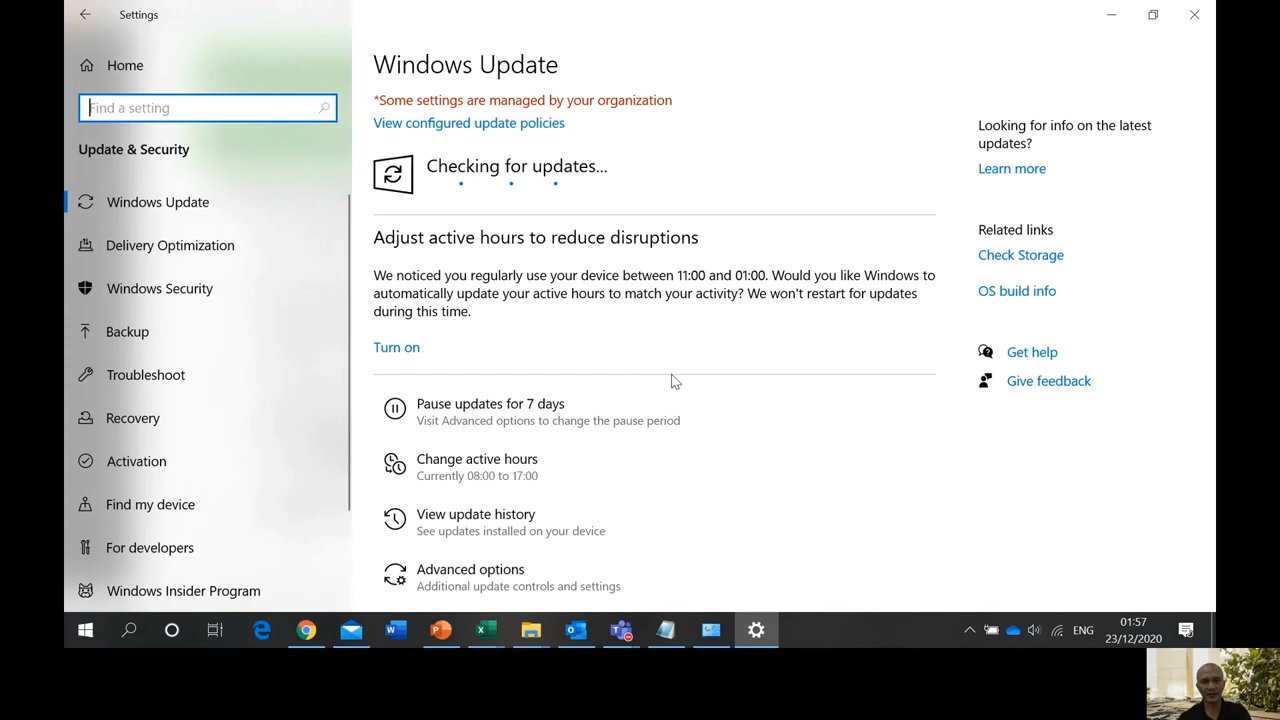 Settings
Home
Find a setting
Update & Security
Windows Update
Delivery Optimization
Windows Security
Backup
Troubleshoot
Recovery
Activation
Find my device
For developers
Windows Insider Program
Windows Update
*Some settings are managed by your organization
View configured update policies
Checking for updates...
Adjust active hours to reduce disruptions
We noticed you regularly use your device between 11:00 and 01:00. Would you like Windows to
automatically update your active hours to match your activity? We won't restart for updates
during this time.
Turn on
Pause updates for 7 days
Visit Advanced options to change the pause period
Change active hours
Currently 08:00 to 17:00
View update history
See updates installed on your device
Advanced options
Additional update controls and settings
Looking for info on the latest
updates?
Learn more
Related links
Check Storage
OS build info
Get help
Give feedback
ENG
01:57
23/12/2020